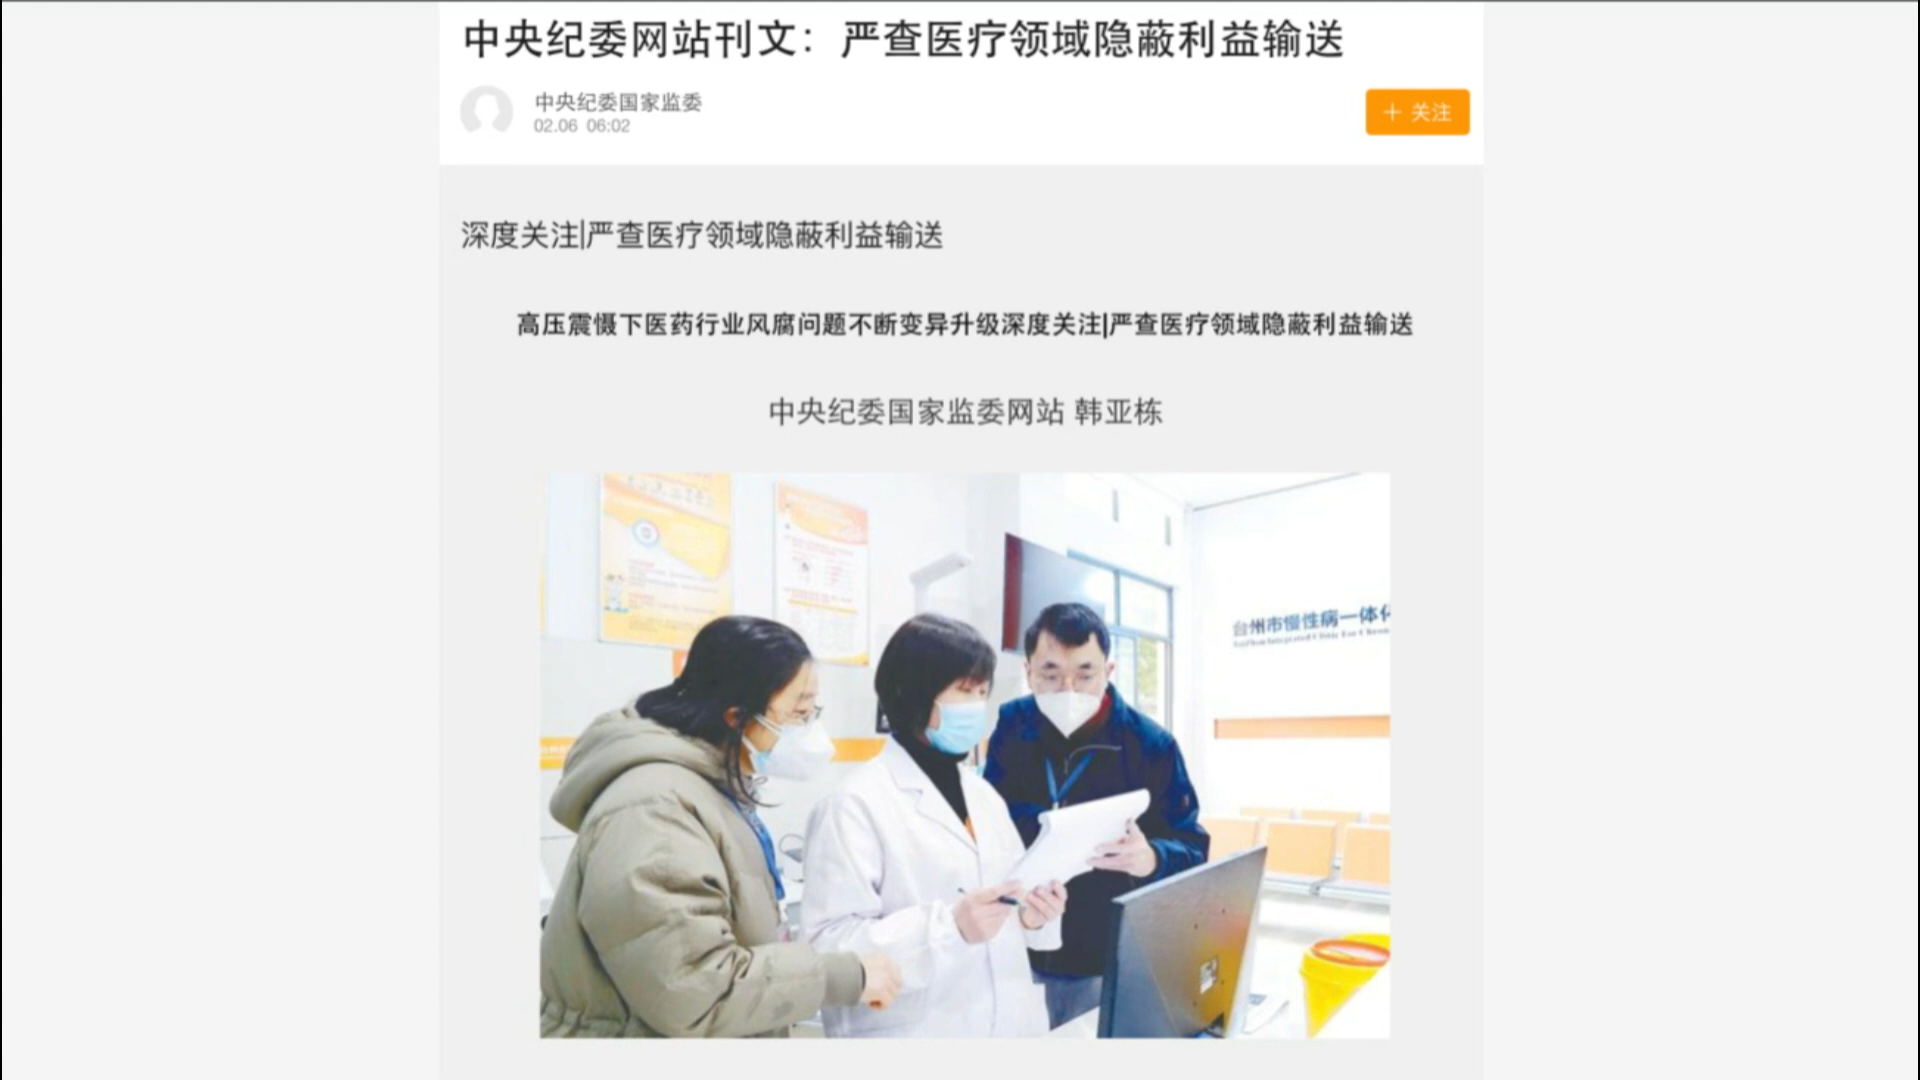 中央纪委网站刊文：严查医疗领域隐蔽利益输送
中央纪委国家监委
02.06 06:02
＋ 关注
深度关注|严查医疗领域隐蔽利益输送
高压震慑下医药行业风腐问题不断变异升级深度关注|严查医疗领域隐蔽利益输送
中央纪委国家监委网站 韩亚栋
台州市慢性病一体化